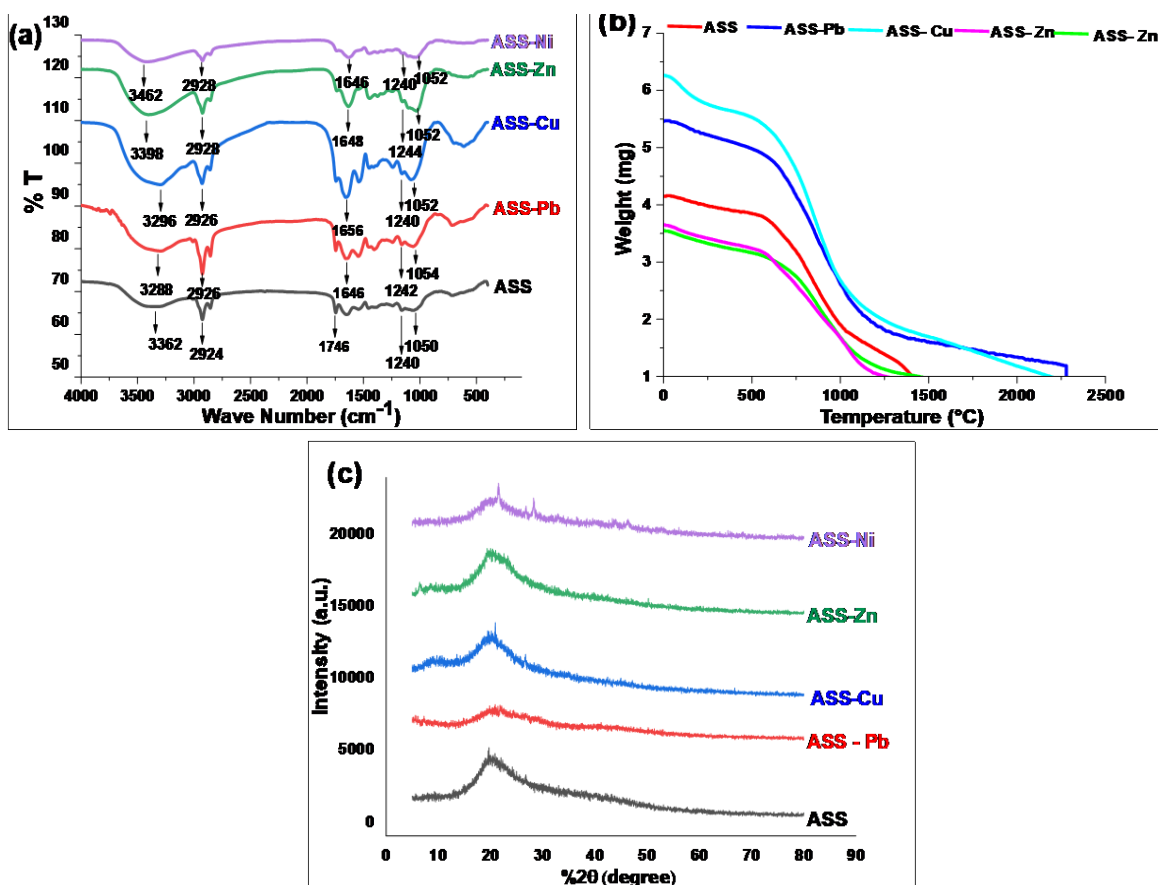 (a)
130
120
110
100
90
80
70
60
50
% T
ASS-Ni
ASS-Zn
ASS-Cu
ASS-Pb
ASS
3462
2928
1646
1240
1052
3398
2928
1648
1244
1052
3296
2926
1656
1240
1052
3288
2926
1646
1242
1054
3362
2924
1746
1240
1050
4000 3500 3000 2500 2000 1500 1000 500
Wave Number (cm⁻¹)
(b)
ASS ASS-Pb ASS- Cu ASS- Zn ASS- Zn
7
6
5
4
3
2
1
Weight (mg)
0 500 1000 1500 2000 2500
Temperature (°C)
(c)
20000
15000
10000
5000
0
Intensity (a.u.)
ASS-Ni
ASS-Zn
ASS-Cu
ASS - Pb
ASS
0 10 20 30 40 50 60 70 80 90
%2θ (degree)